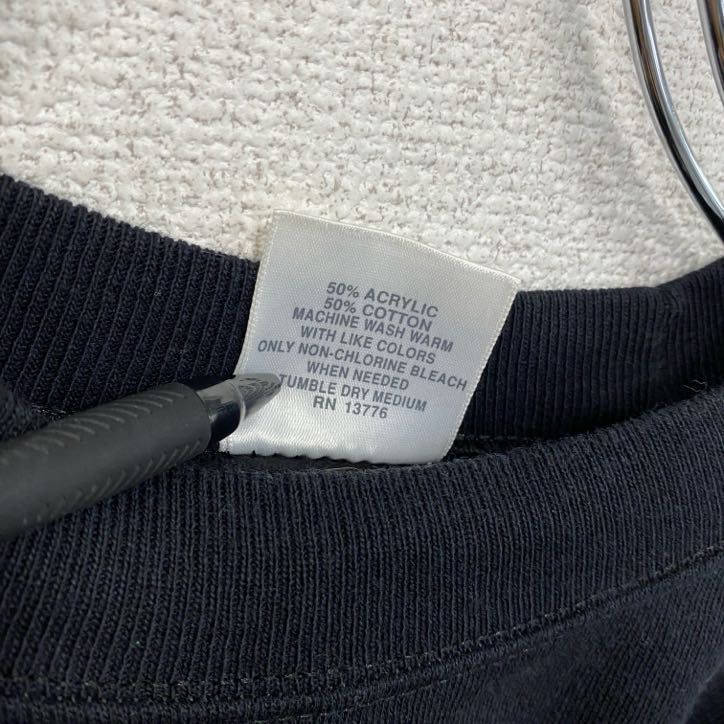 50% ACRYLIC
50% COTTON
MACHINE WASH WARM
WITH LIKE COLORS
ONLY NON-CHLORINE BLEACH
WHEN NEEDED
TUMBLE DRY MEDIUM
RN 13776